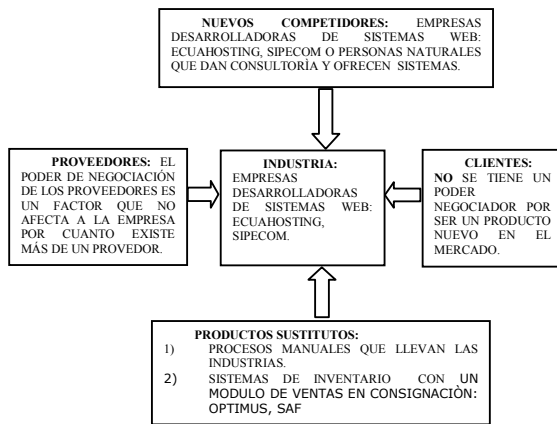 NUEVOS COMPETIDORES: EMPRESAS
DESARROLLADORAS DE SISTEMAS WEB:
ECUAHOSTING, SIPECOM O PERSONAS NATURALES
QUE DAN CONSULTORÌA Y OFRECEN SISTEMAS.
PROVEEDORES: EL
PODER DE NEGOCIACIÓN
DE LOS PROVEEDORES ES
UN FACTOR QUE NO
AFECTA A LA EMPRESA
POR CUANTO EXISTE
MÁS DE UN PROVEDOR.
INDUSTRIA:
EMPRESAS
DESARROLLADORAS
DE SISTEMAS WEB:
ECUAHOSTING,
SIPECOM.
CLIENTES:
NO SE TIENE UN
PODER
NEGOCIADOR POR
SER UN PRODUCTO
NUEVO EN EL
MERCADO.
PRODUCTOS SUSTITUTOS:
1) PROCESOS MANUALES QUE LLEVAN LAS
INDUSTRIAS.
2) SISTEMAS DE INVENTARIO CON UN
MODULO DE VENTAS EN CONSIGNACIÒN:
OPTIMUS, SAF